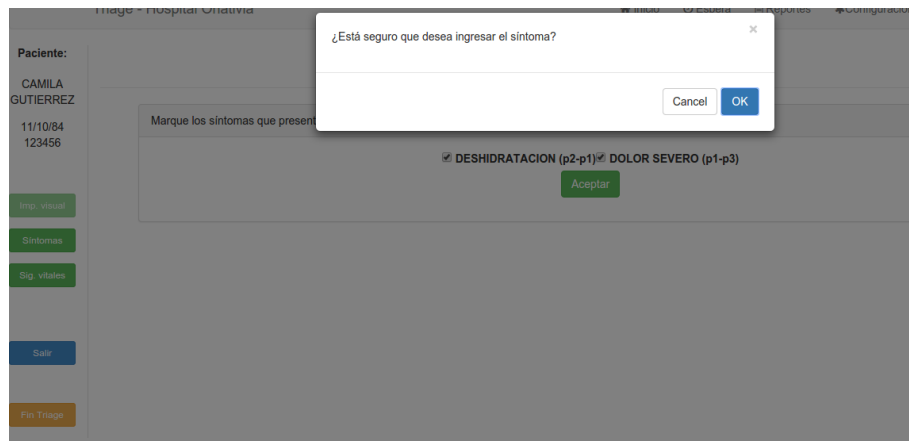 Triage - Hospital Oñativia
Inicio Espera Reportes Configuración
¿Está seguro que desea ingresar el síntoma?
×
Cancel OK
Paciente:
CAMILA
GUTIERREZ
11/10/84
123456
Imp. visual
Síntomas
Sig. vitales
Salir
Fin Triage
Marque los síntomas que present
DESHIDRATACION (p2-p1) DOLOR SEVERO (p1-p3)
Aceptar